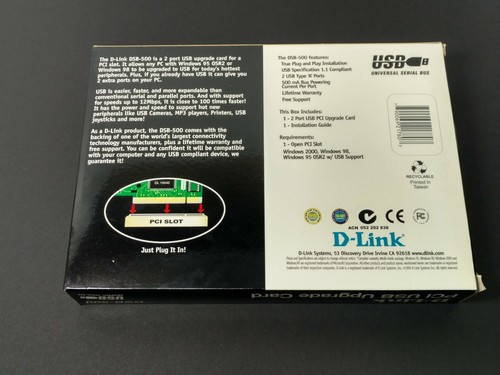 The D-Link DSB-500 is a 2 port USB upgrade card for a
PCI slot. It allows any PC with Windows 95 OSR2 or
Windows 98 to be upgraded to USB for today's hottest
peripherals. Plus, if you already have USB it can give you
2 extra ports on your PC.
USB is easier, faster, and more expandable than
conventional serial and parallel ports. And with support
for speeds up to 12Mbps, it is close to 100 times faster!
It has the power and speed to support hot new
peripherals like USB Cameras, MP3 players, Printers, USB
Joysticks and more!
As a D-Link product, the DSB-500 comes with the
backing of one of the world's largest connectivity
technology manufacturers, plus a lifetime warranty and
free support. You can be confident it will be compatible
with your computer and any USB compliant device, we
guarantee it!
PCI SLOT
Just Plug It In!
The DSB-500 features:
True Plug and Play Installation
USB Specification 1.1 Compliant
2 USB Type 'A' Ports
500 mA Bus Powering
Current Per Port
Lifetime Warranty
Free Support
This Box Includes:
1 - 2 Port USB PCI Upgrade Card
1 - Installation Guide
Requirements:
1 - Open PCI Slot
Windows 2000, Windows 98,
Windows 95 OSR2 w/ USB Support
USB
UNIVERSAL SERIAL BUS
RECYCLABLE
Printed in
Taiwan
CE
ACN 052 202 838
D-Link
D-Link Systems, 53 Discovery Drive Irvine CA 92618 www.dlink.com
D-Link
PCI USB Upgrade Card
USB
DSB-500